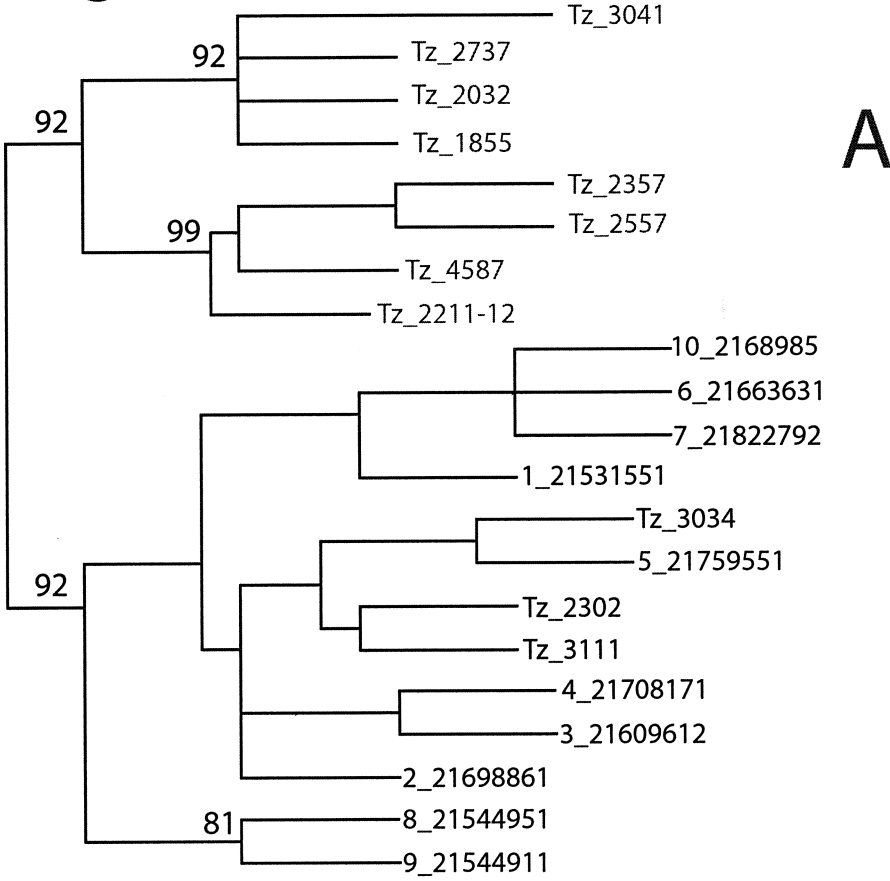 Tz_3041
92
Tz_2737
Tz_2032
92
A
Tz_1855
Tz_2357
99
Tz_2557
Tz_4587
Tz_2211-12
10_2168985
6_21663631
7_21822792
1_21531551
Tz_3034
5_21759551
92
Tz_2302
Tz_3111
4_21708171
3_21609612
2_21698861
81
8_21544951
9_21544911